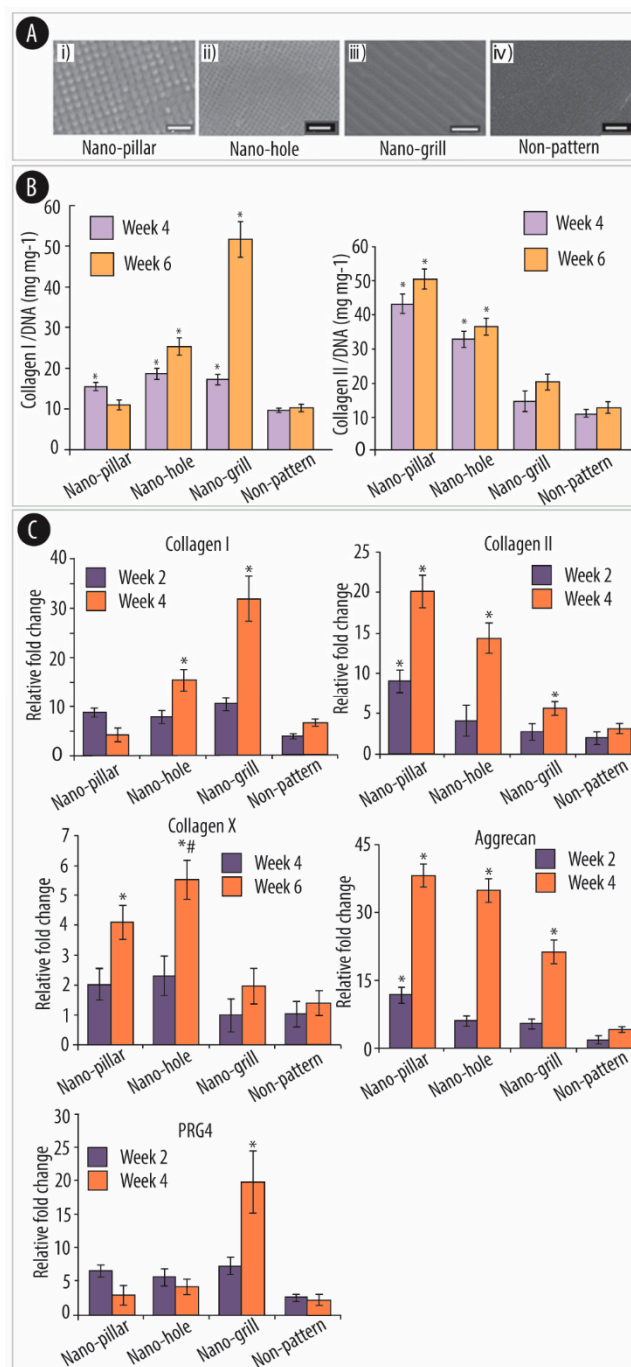 A
i)
ii)
iii)
iv)
Nano-pillar
Nano-hole
Nano-grill
Non-pattern
B
Collagen I /DNA (mg mg-1)
60
50
40
30
20
10
0
Week 4
Week 6
*
*
*
*
*
Nano-pillar
Nano-hole
Nano-grill
Non-pattern
Collagen II /DNA (mg mg-1)
60
50
40
30
20
10
0
Week 4
Week 6
*
*
*
*
Nano-pillar
Nano-hole
Nano-grill
Non-pattern
C
Collagen I
Relative fold change
40
30
20
10
0
Week 2
Week 4
*
*
Nano-pillar
Nano-hole
Nano-grill
Non-pattern
Collagen II
Relative fold change
25
20
15
10
5
0
Week 2
Week 4
*
*
*
*
Nano-pillar
Nano-hole
Nano-grill
Non-pattern
Collagen X
Relative fold change
7
6
5
4
3
2
1
0
Week 4
Week 6
*
*#
Nano-pillar
Nano-hole
Nano-grill
Non-pattern
Aggrecan
Relative fold change
45
30
15
0
Week 2
Week 4
*
*
*
*
Nano-pillar
Nano-hole
Nano-grill
Non-pattern
PRG4
Relative fold change
30
25
20
15
10
5
0
Week 2
Week 4
*
Nano-pillar
Nano-hole
Nano-grill
Non-pattern